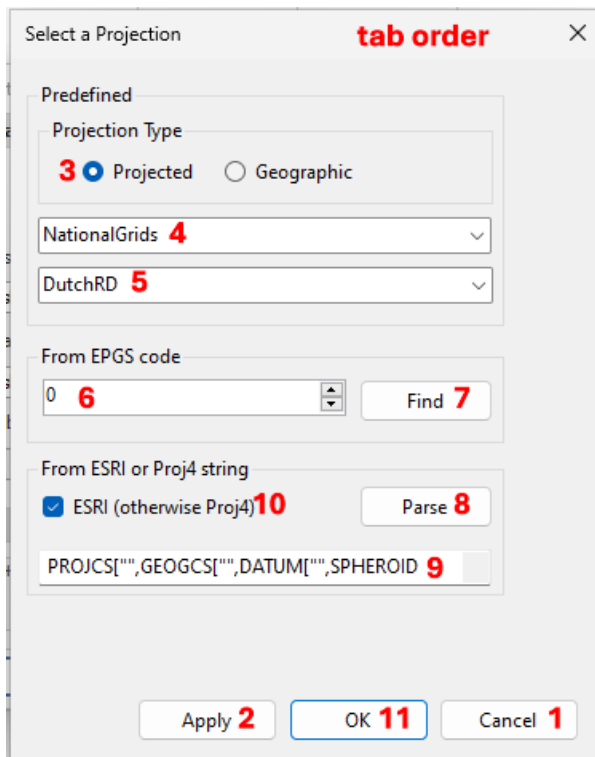 Select a Projection tab order
Predefined
Projection Type
3 Projected Geographic
NationalGrids 4
DutchRD 5
From EPGS code
0 6 Find 7
From ESRI or Proj4 string
ESRI (otherwise Proj4) 10 Parse 8
PROJCS["",GEOGCS["",DATUM["",SPHEROID 9
Apply 2 OK 11 Cancel 1